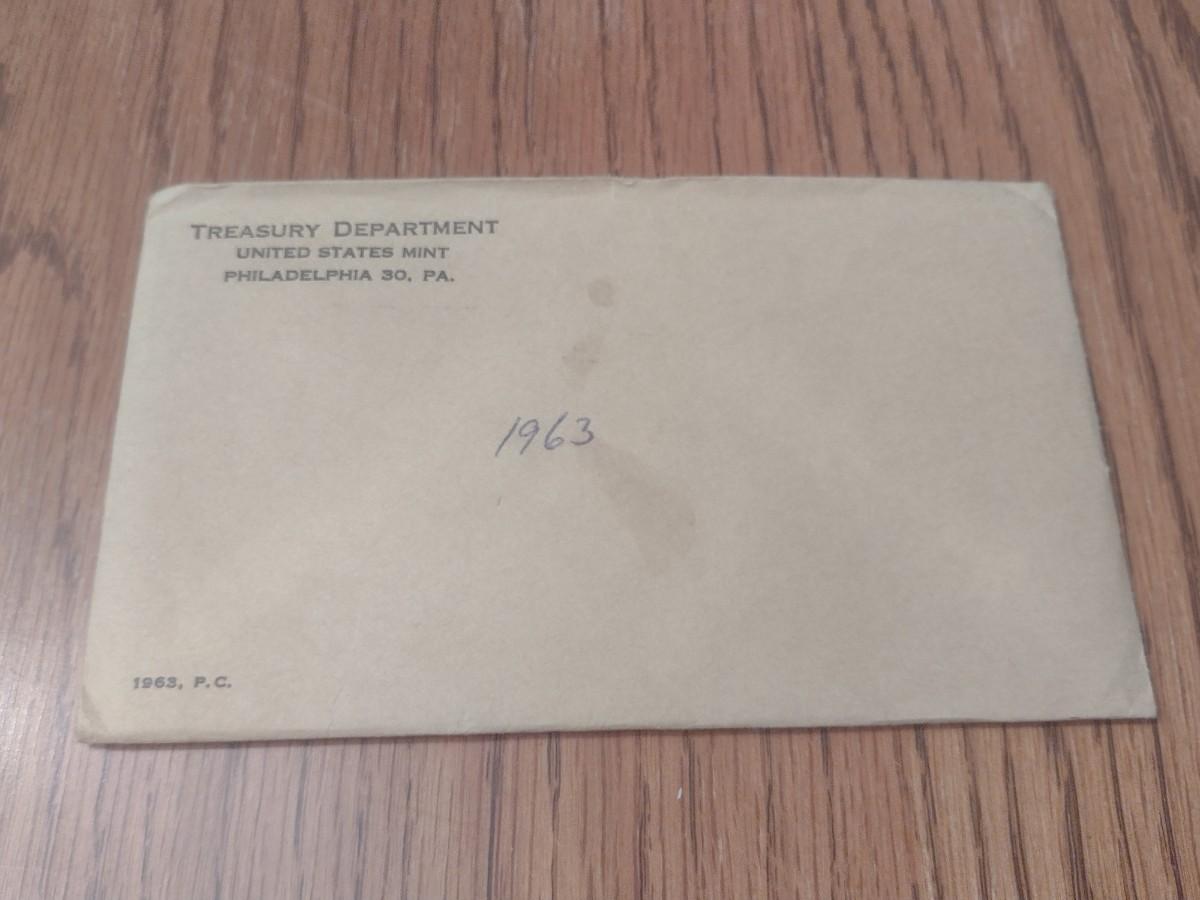 TREASURY DEPARTMENT
UNITED STATES MINT
PHILADELPHIA 30, PA.
1963
1963, P.C.